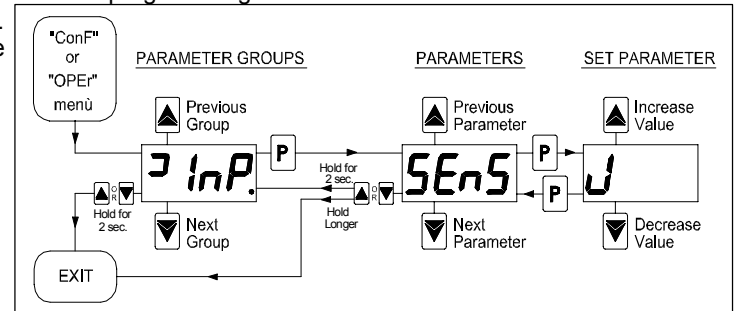 "ConF"
or
"OPEr"
menù
PARAMETER GROUPS
PARAMETERS
SET PARAMETER
Previous
Group
Previous
Parameter
Increase
Value
InP.
P
Hold for
2 sec.
SEnS
P
P
J
OR
Hold for
2 sec.
OR
Hold
Longer
Next
Group
Next
Parameter
Decrease
Value
EXIT